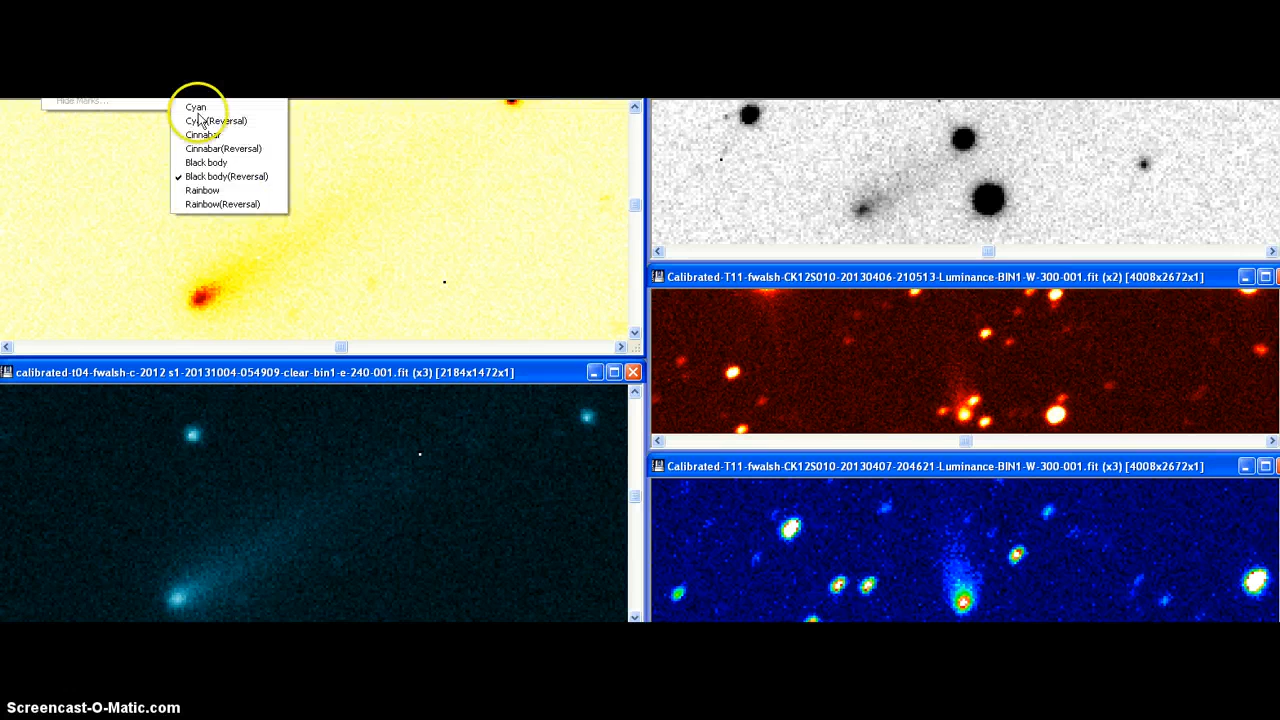 Hide Marks...
Cyan
Cyan(Reversal)
Cinnabar
Cinnabar(Reversal)
Black body
Black body(Reversal)
Rainbow
Rainbow(Reversal)
Calibrated-T11-fwalsh-CK12S010-20130406-210513-Luminance-BIN1-W-300-001.fit (x2) [4008x2672x1]
calibrated-t04-fwalsh-c-2012 s1-20131004-054909-clear-bin1-e-240-001.fit (x3) [2184x1472x1]
Calibrated-T11-fwalsh-CK12S010-20130407-204621-Luminance-BIN1-W-300-001.fit (x3) [4008x2672x1]
Screencast-O-Matic.com